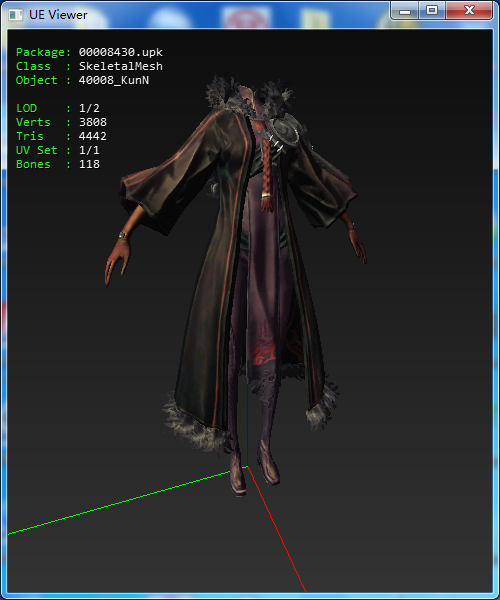 UE Viewer
Package: 00008430.upk
Class : SkeletalMesh
Object : 40008_KunN
LOD : 1/2
Verts : 3808
Tris : 4442
UV Set : 1/1
Bones : 118